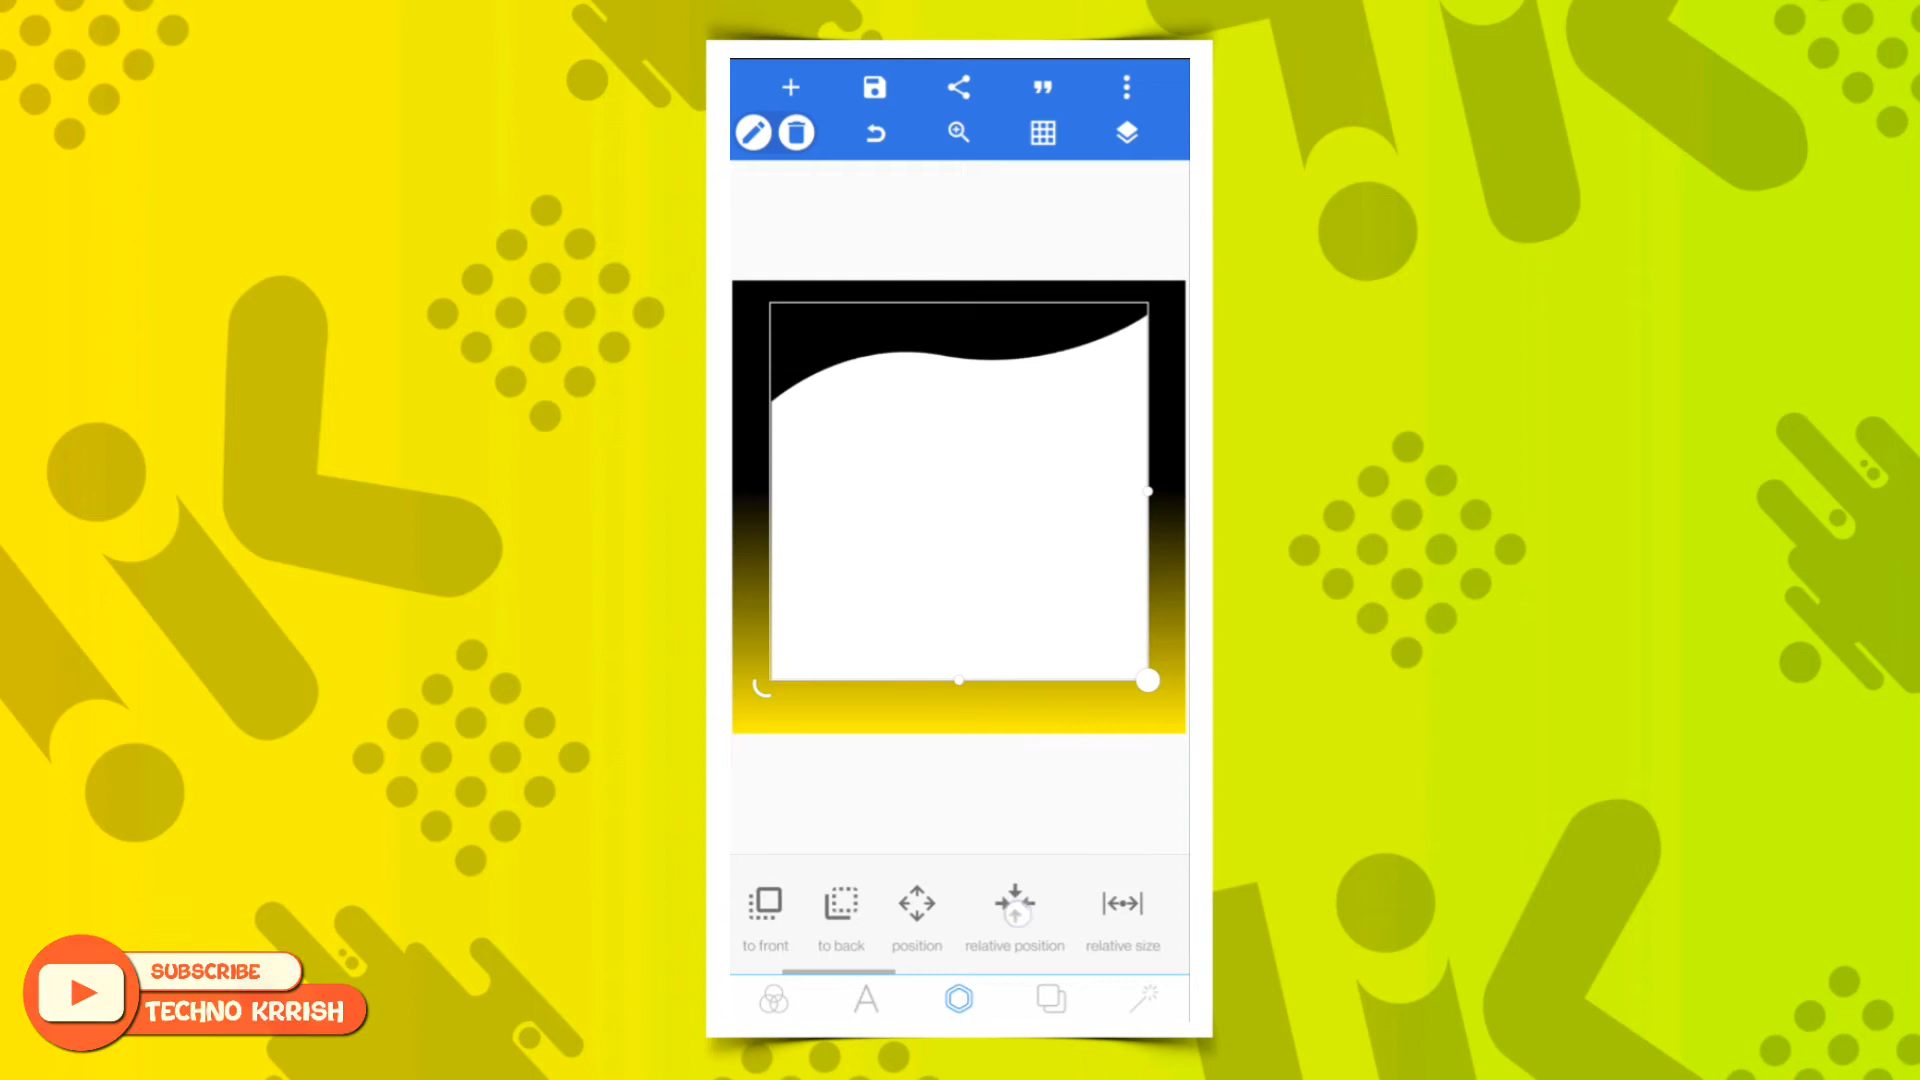 to front
to back
position
relative position
relative size
SUBSCRIBE
TECHNO KRRISH